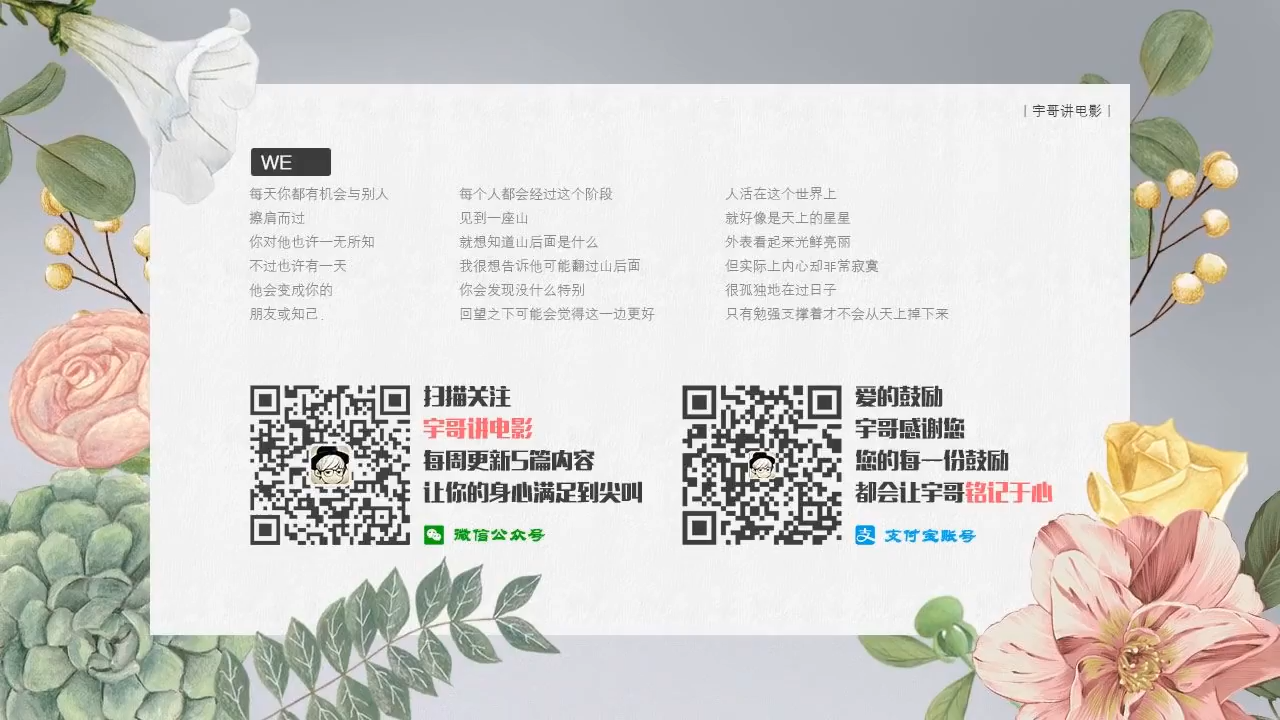 | 宇哥讲电影 |
WE
每天你都有机会与别人
擦肩而过
你对他也许一无所知
不过也许有一天
他会变成你的
朋友或知己.
每个人都会经过这个阶段
见到一座山
就想知道山后面是什么
我很想告诉他可能翻过山后面
你会发现没什么特别
回望之下可能会觉得这一边更好
人活在这个世界上
就好像是天上的星星
外表看起来光鲜亮丽
但实际上内心却非常寂寞
很孤独地在过日子
只有勉强支撑着才不会从天上掉下来
扫描关注
宇哥讲电影
每周更新5篇内容
让你的身心满足到尖叫
微信公众号
爱的鼓励
宇哥感谢您
您的每一份鼓励
都会让宇哥铭记于心
支付宝账号